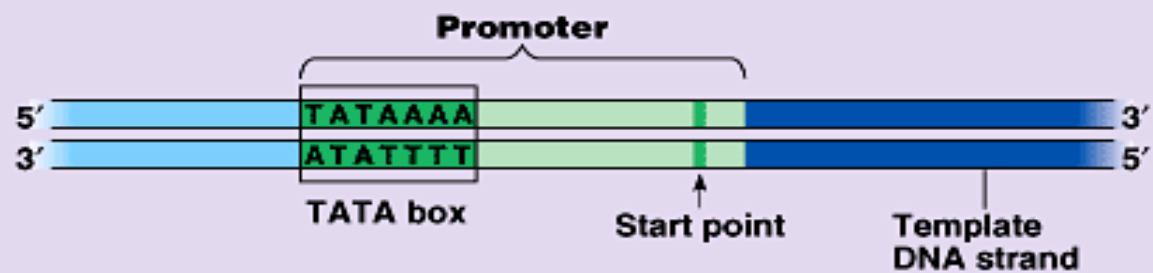 Promoter
5′ TATAAAA 3′
3′ ATATTTT 5′
TATA box
Start point
Template
DNA strand